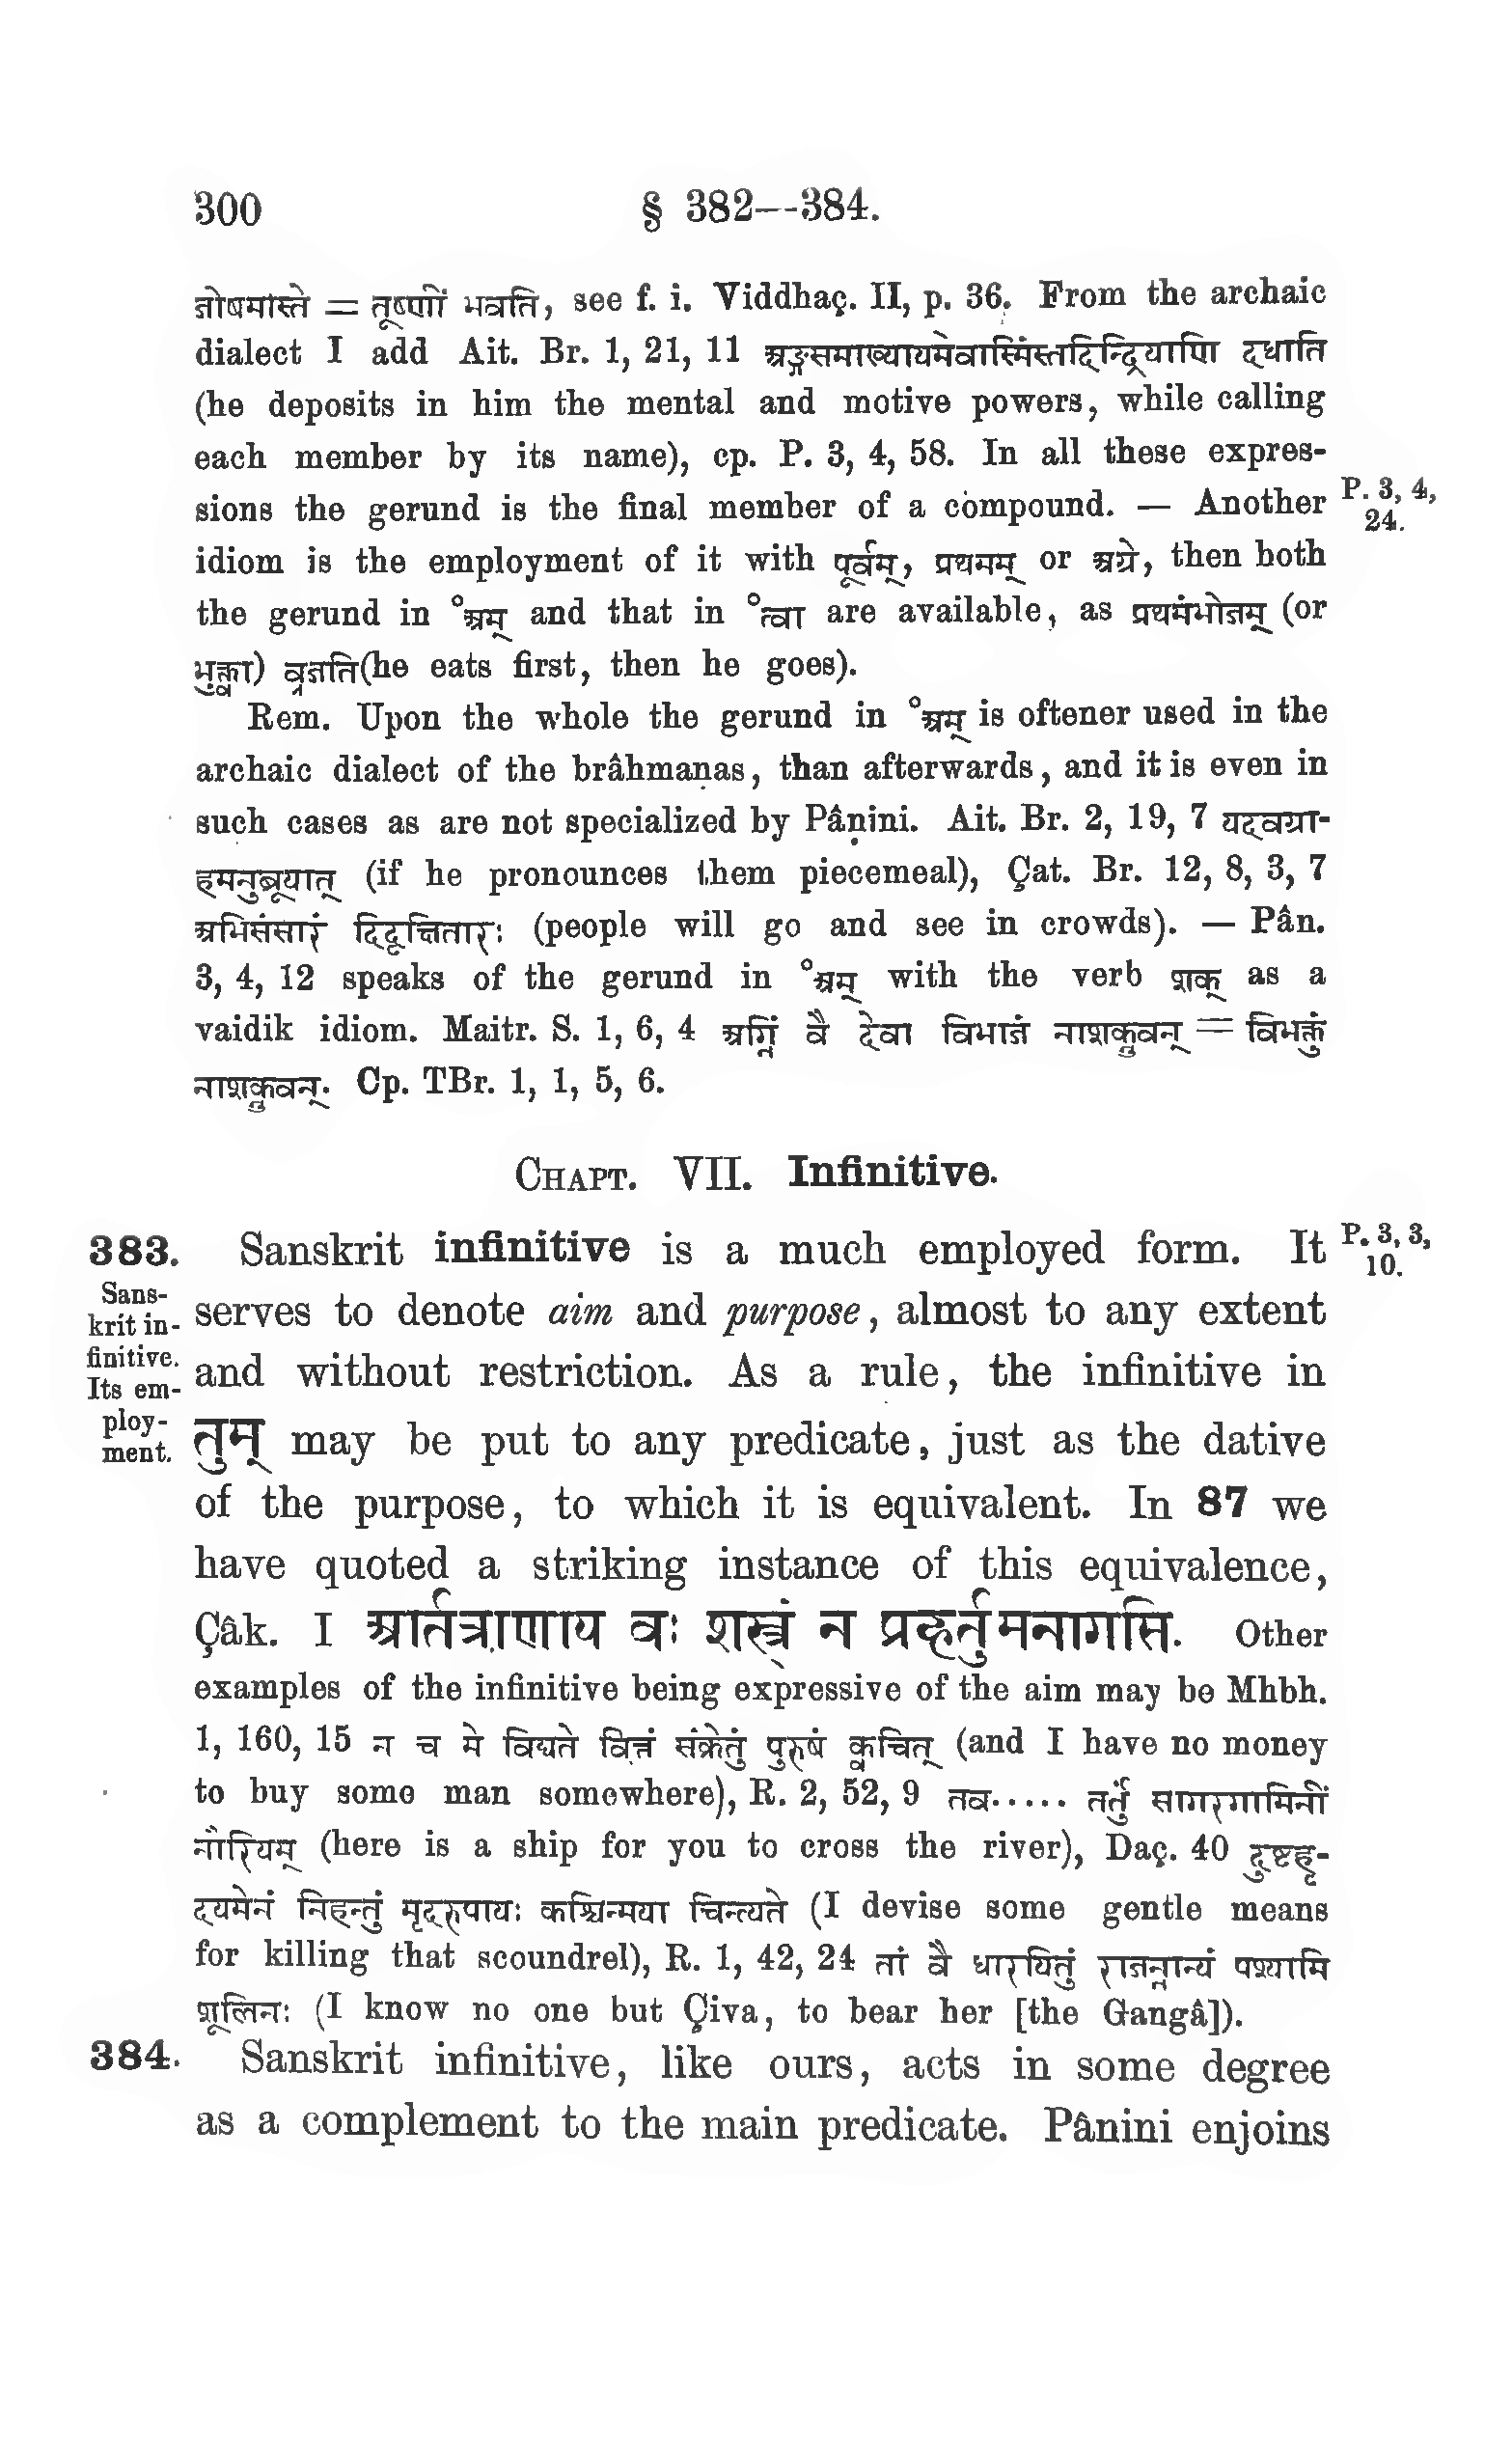 300 § 382—384.
जोषमास्ते = तूष्णीं भवति, see f. i. Viddhaç. II, p. 36. From the archaic
dialect I add Ait. Br. 1, 21, 11 अङ्गसमाख्यायमेवास्मिंस्तदिन्द्रियाणि दधाति
(he deposits in him the mental and motive powers, while calling
each member by its name), cp. P. 3, 4, 58. In all these expres-
sions the gerund is the final member of a compound. — Another P. 3, 4,
24.
idiom is the employment of it with पूर्वम्, प्रथमम् or अग्रे, then both
the gerund in °अम् and that in °त्वा are available, as प्रथमंभोजम् (or
भुक्त्वा) व्रजति (he eats first, then he goes).
Rem. Upon the whole the gerund in °अम् is oftener used in the
archaic dialect of the brâhmaṇas, than afterwards, and it is even in
such cases as are not specialized by Pâṇini. Ait. Br. 2, 19, 7 यदवग्रा-
हमनुब्रूयात् (if he pronounces them piecemeal), Çat. Br. 12, 8, 3, 7
अभिसंसारं दिदृक्षितारः (people will go and see in crowds). — Pân.
3, 4, 12 speaks of the gerund in °अम् with the verb शक् as a
vaidik idiom. Maitr. S. 1, 6, 4 अग्निं वै देवा विभाजं नाशक्नुवन् = विभक्तुं
नाशक्नुवन्. Cp. TBr. 1, 1, 5, 6.
CHAPT. VII. Infinitive.
383. Sanskrit infinitive is a much employed form. It P. 3, 3,
10.
Sans-
krit in-
finitive.
Its em-
ploy-
ment.
serves to denote aim and purpose, almost to any extent
and without restriction. As a rule, the infinitive in
तुम् may be put to any predicate, just as the dative
of the purpose, to which it is equivalent. In 87 we
have quoted a striking instance of this equivalence,
Çâk. I आर्तत्राणाय वः शस्त्रं न प्रहर्तुमनागसि. Other
examples of the infinitive being expressive of the aim may be Mhbh.
1, 160, 15 न च मे विद्यते वित्तं संक्रेतुं पुरुषं क्वचित् (and I have no money
to buy some man somewhere), R. 2, 52, 9 तव..... तर्तुं सागरगामिनीं
नौरियम् (here is a ship for you to cross the river), Daç. 40 दुष्टहृ-
दयमेनं निहन्तुं मृदुरुपायः कश्चिन्मया चिन्त्यते (I devise some gentle means
for killing that scoundrel), R. 1, 42, 24 तां वै धारयितुं राजन्नान्यं पश्यामि
शूलिनः (I know no one but Çiva, to bear her [the Gangâ]).
384. Sanskrit infinitive, like ours, acts in some degree
as a complement to the main predicate. Pânini enjoins